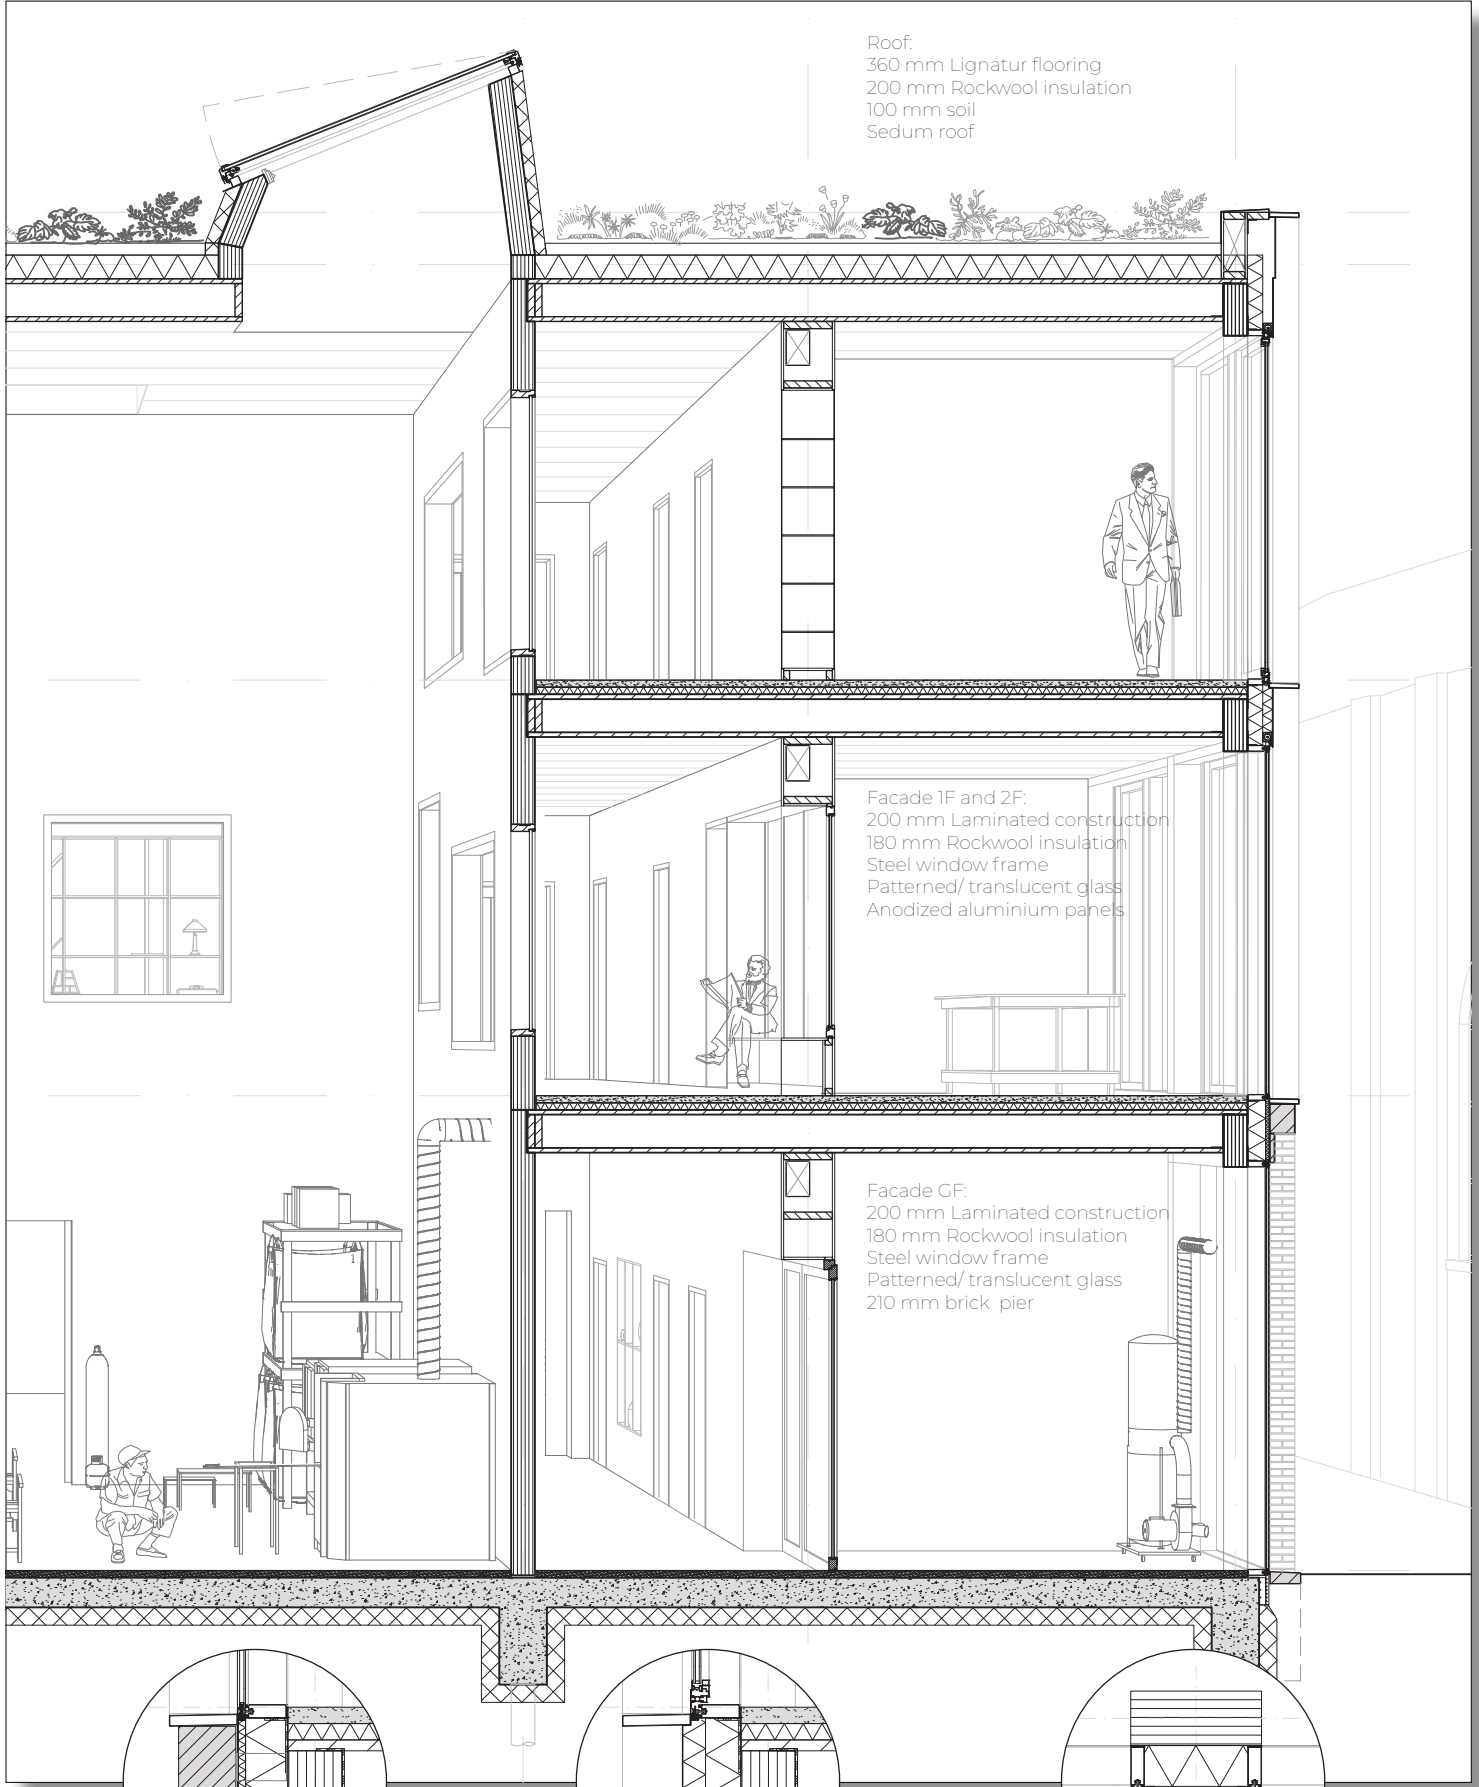 Roof:
360 mm Lignatur flooring
200 mm Rockwool insulation
100 mm soil
Sedum roof
Facade 1F and 2F:
200 mm Laminated construction
180 mm Rockwool insulation
Steel window frame
Patterned/ translucent glass
Anodized aluminium panels
Facade GF:
200 mm Laminated construction
180 mm Rockwool insulation
Steel window frame
Patterned/ translucent glass
210 mm brick pier
1